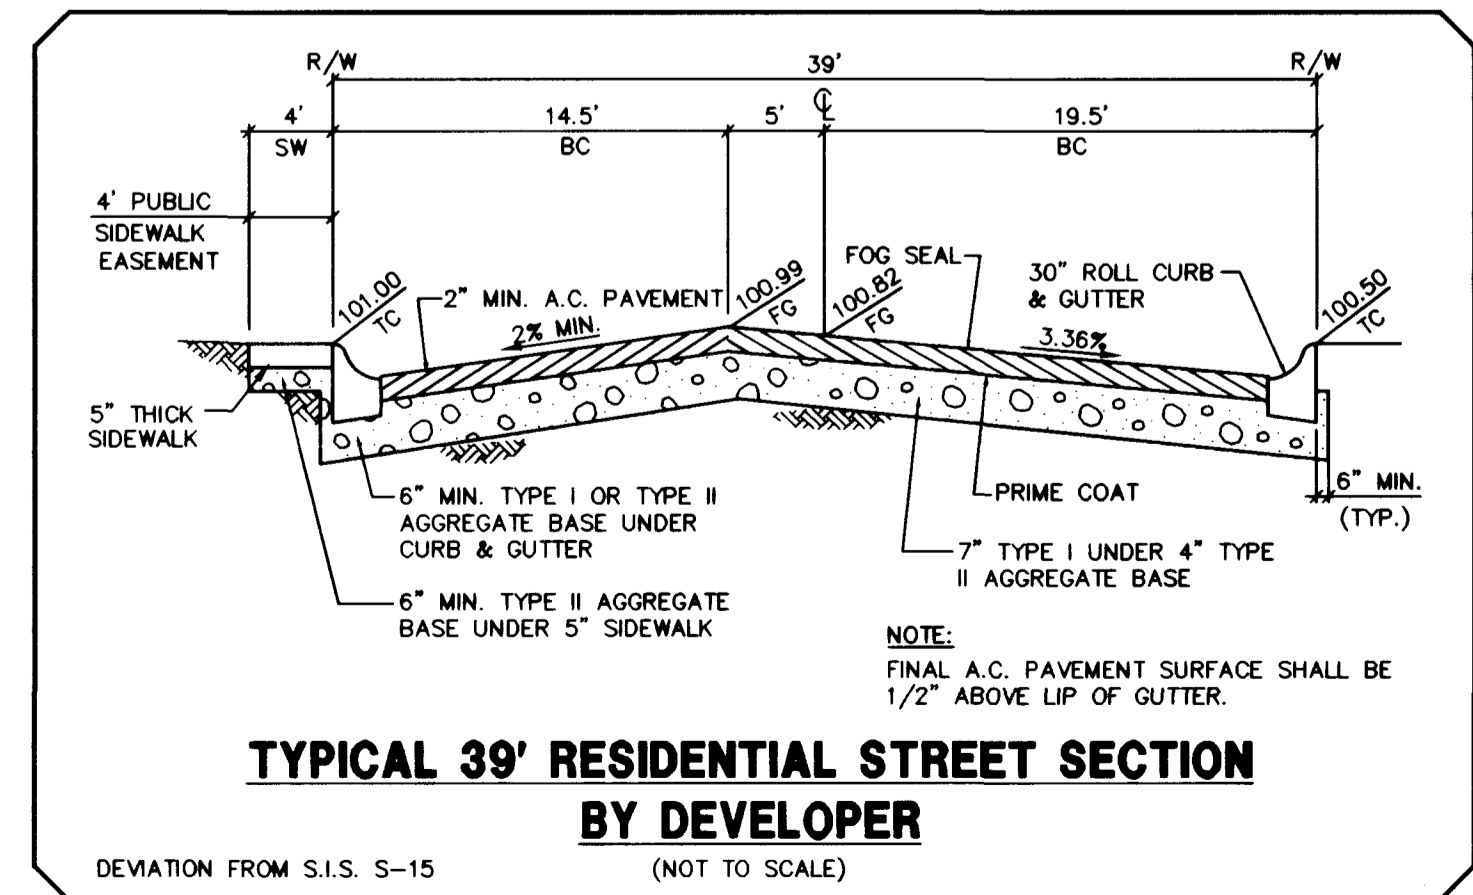 R/W
39'
R/W
4'
14.5'
5'
℄
19.5'
SW
BC
BC
4' PUBLIC
SIDEWALK
EASEMENT
101.00
TC
2" MIN. A.C. PAVEMENT
2% MIN.
100.99
FG
100.82
FG
FOG SEAL
30" ROLL CURB
& GUTTER
3.36%
100.50
TC
5" THICK
SIDEWALK
6" MIN. TYPE I OR TYPE II
AGGREGATE BASE UNDER
CURB & GUTTER
PRIME COAT
6" MIN.
(TYP.)
7" TYPE I UNDER 4" TYPE
II AGGREGATE BASE
6" MIN. TYPE II AGGREGATE
BASE UNDER 5" SIDEWALK
NOTE:
FINAL A.C. PAVEMENT SURFACE SHALL BE
1/2" ABOVE LIP OF GUTTER.
TYPICAL 39' RESIDENTIAL STREET SECTION
BY DEVELOPER
DEVIATION FROM S.I.S. S-15
(NOT TO SCALE)